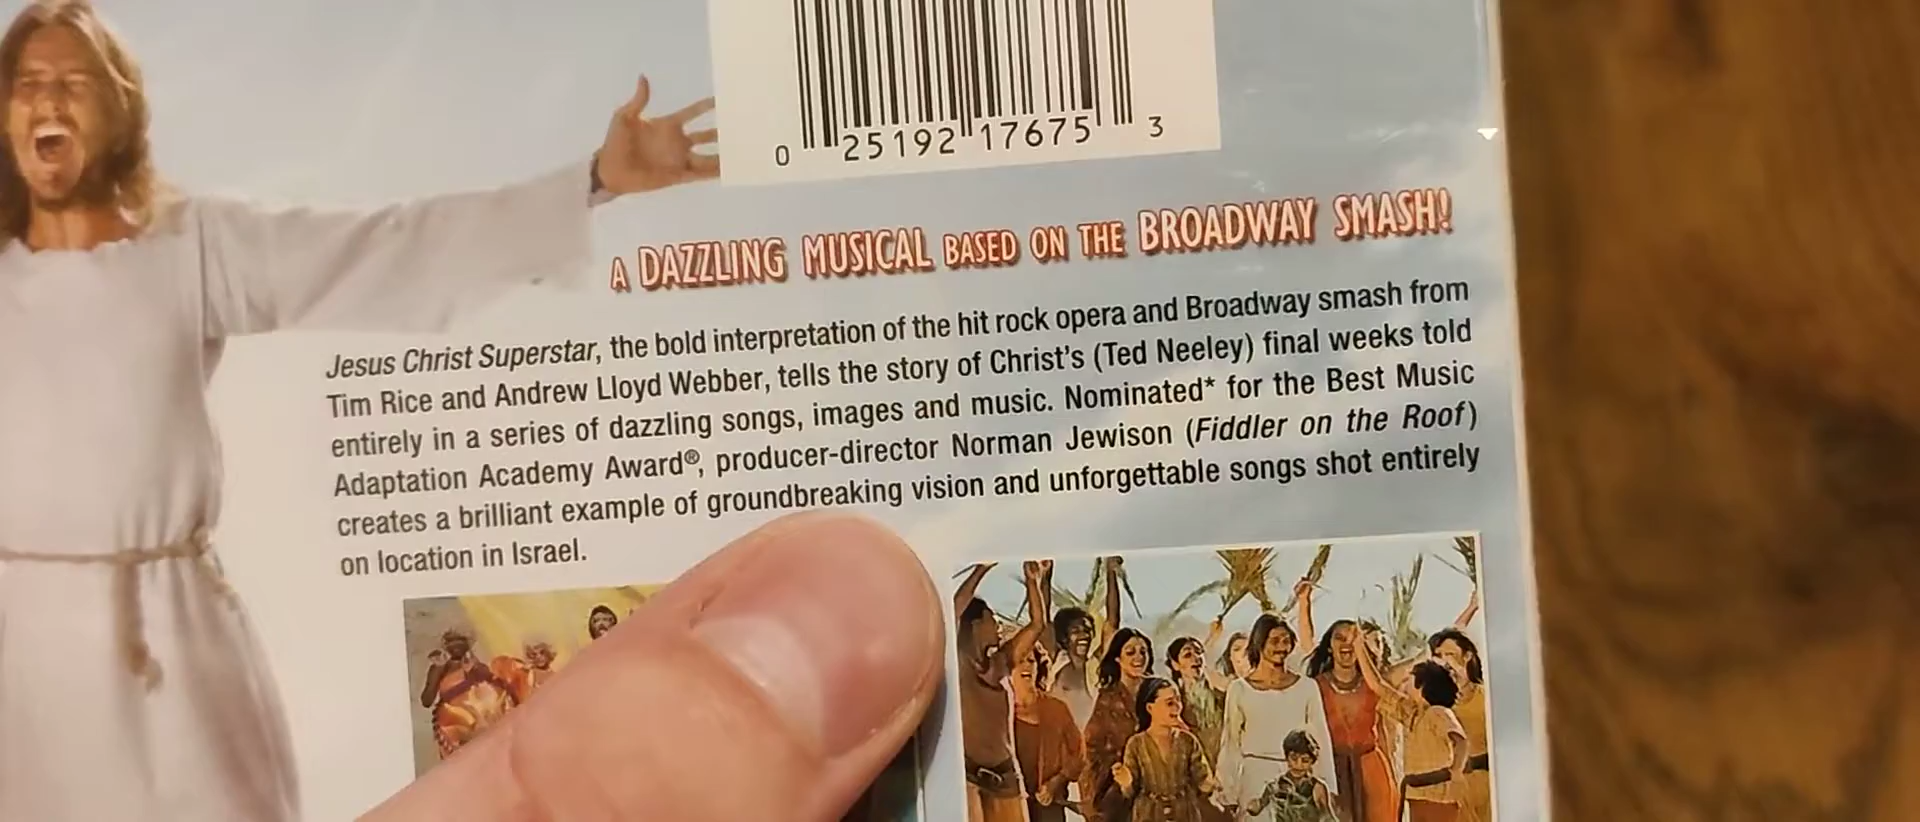 0 25192 17675 3
A DAZZLING MUSICAL BASED ON THE BROADWAY SMASH!
Jesus Christ Superstar, the bold interpretation of the hit rock opera and Broadway smash from
Tim Rice and Andrew Lloyd Webber, tells the story of Christ's (Ted Neeley) final weeks told
entirely in a series of dazzling songs, images and music. Nominated* for the Best Music
Adaptation Academy Award®, producer-director Norman Jewison (Fiddler on the Roof)
creates a brilliant example of groundbreaking vision and unforgettable songs shot entirely
on location in Israel.